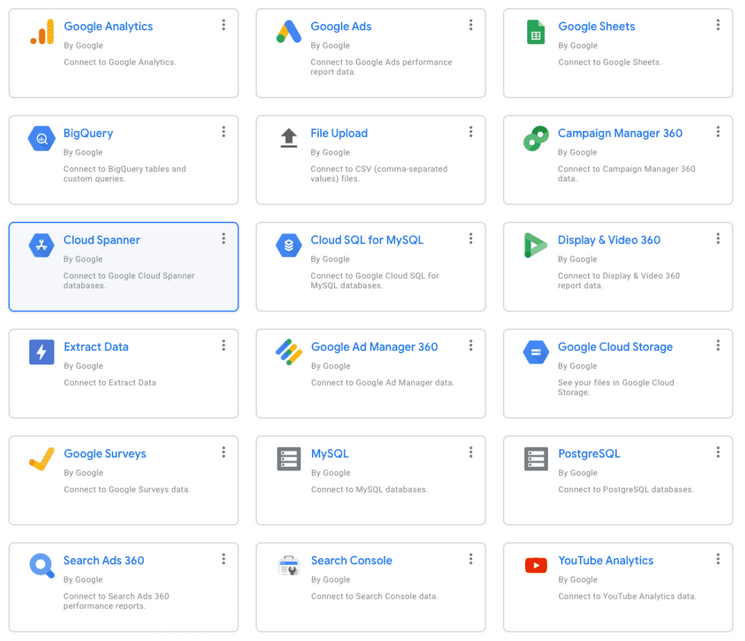 Google Analytics
By Google
Connect to Google Analytics.
Google Ads
By Google
Connect to Google Ads performance
report data.
Google Sheets
By Google
Connect to Google Sheets.
BigQuery
By Google
Connect to BigQuery tables and
custom queries.
File Upload
By Google
Connect to CSV (comma-separated
values) files.
Campaign Manager 360
By Google
Connect to Campaign Manager 360
data.
Cloud Spanner
By Google
Connect to Google Cloud Spanner
databases.
Cloud SQL for MySQL
By Google
Connect to Google Cloud SQL for
MySQL databases.
Display & Video 360
By Google
Connect to Display & Video 360
report data.
Extract Data
By Google
Connect to Extract Data
Google Ad Manager 360
By Google
Connect to Google Ad Manager data.
Google Cloud Storage
By Google
See your files in Google Cloud
Storage.
Google Surveys
By Google
Connect to Google Surveys data.
MySQL
By Google
Connect to MySQL databases.
PostgreSQL
By Google
Connect to PostgreSQL databases.
Search Ads 360
By Google
Connect to Search Ads 360
performance reports.
Search Console
By Google
Connect to Search Console data.
YouTube Analytics
By Google
Connect to YouTube Analytics data.